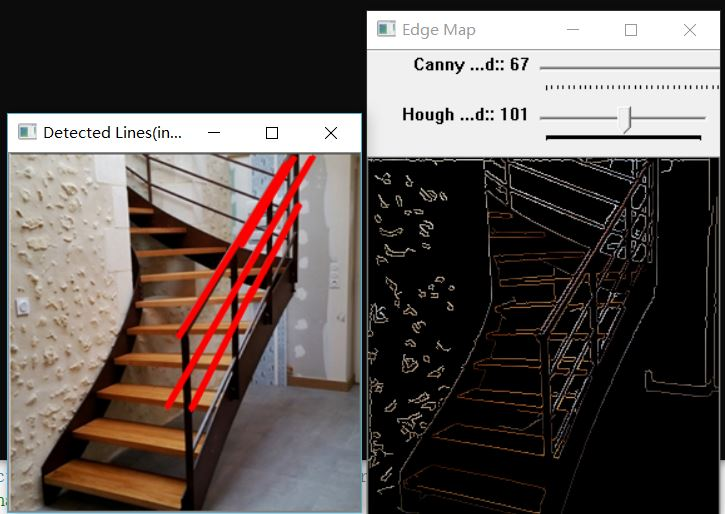 Edge Map
Canny ...d:: 67
Hough ...d:: 101
Detected Lines(in...